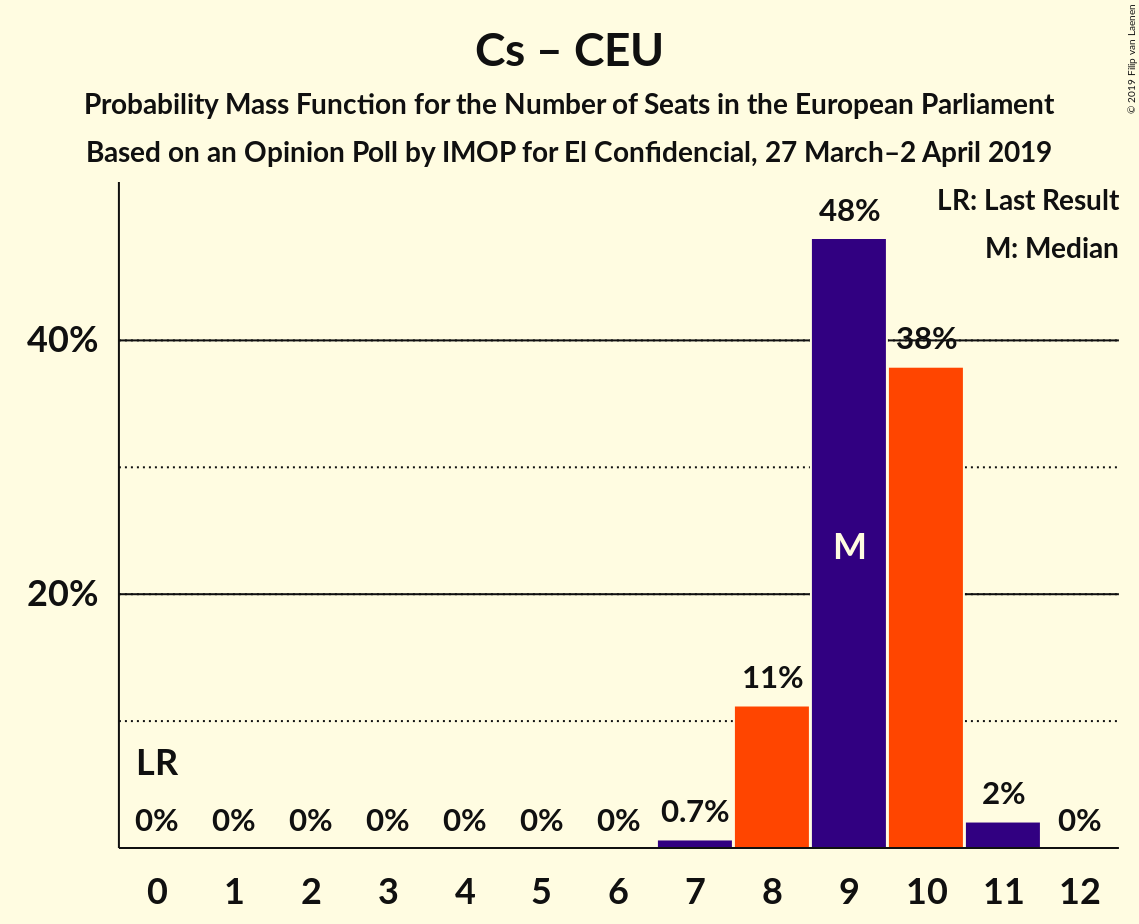 Cs – CEU
Probability Mass Function for the Number of Seats in the European Parliament
Based on an Opinion Poll by IMOP for El Confidencial, 27 March–2 April 2019
© 2019 Filip van Laenen
LR: Last Result
M: Median
48%
40%
38%
M
20%
11%
LR
0% 0% 0% 0% 0% 0% 0% 0.7% 2% 0%
0 1 2 3 4 5 6 7 8 9 10 11 12